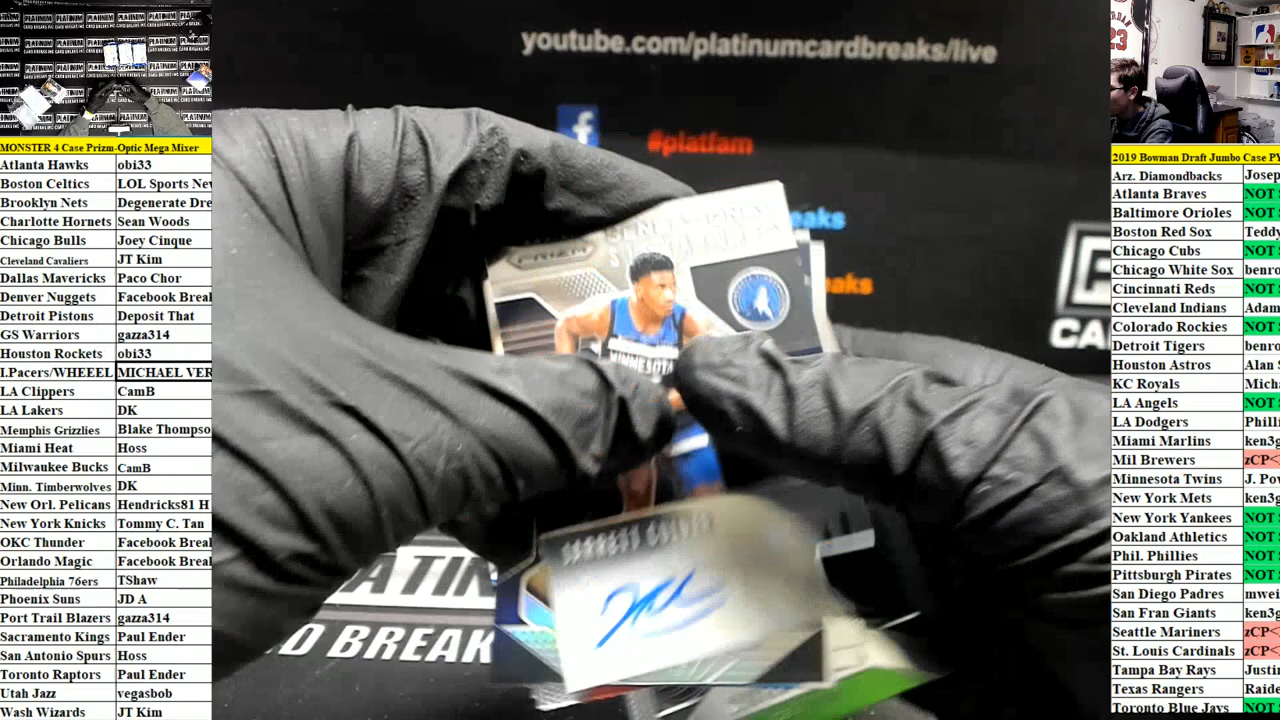 youtube.com/platinumcardbreaks/live
#platfam
PRIZM
MINNESOTA
MONSTER 4 Case Prizm-Optic Mega Mixer
Atlanta Hawks obi33
Boston Celtics LOL Sports New
Brooklyn Nets Degenerate Dre
Charlotte Hornets Sean Woods
Chicago Bulls Joey Cinque
Cleveland Cavaliers JT Kim
Dallas Mavericks Paco Chor
Denver Nuggets Facebook Brea
Detroit Pistons Deposit That
GS Warriors gazza314
Houston Rockets obi33
I.Pacers/WHEEEL MICHAEL VER
LA Clippers CamB
LA Lakers DK
Memphis Grizzlies Blake Thompso
Miami Heat Hoss
Milwaukee Bucks CamB
Minn. Timberwolves DK
New Orl. Pelicans Hendricks81 H
New York Knicks Tommy C. Tan
OKC Thunder Facebook Brea
Orlando Magic Facebook Brea
Philadelphia 76ers TShaw
Phoenix Suns JD A
Port Trail Blazers gazza314
Sacramento Kings Paul Ender
San Antonio Spurs Hoss
Toronto Raptors Paul Ender
Utah Jazz vegasbob
Wash Wizards JT Kim
2019 Bowman Draft Jumbo Case PY
Arz. Diamondbacks Josep
Atlanta Braves NOT
Baltimore Orioles NOT
Boston Red Sox Teddy
Chicago Cubs NOT
Chicago White Sox benro
Cincinnati Reds NOT
Cleveland Indians Adam
Colorado Rockies NOT
Detroit Tigers benro
Houston Astros Alan S
KC Royals Mich
LA Angels NOT
LA Dodgers Philli
Miami Marlins ken3g
Mil Brewers zCP<
Minnesota Twins J. Pov
New York Mets ken3g
New York Yankees NOT
Oakland Athletics NOT
Phil. Phillies NOT
Pittsburgh Pirates NOT
San Diego Padres mwei
San Fran Giants ken3g
Seattle Mariners zCP<
St. Louis Cardinals zCP<
Tampa Bay Rays Justin
Texas Rangers Raide
Toronto Blue Jays NOT